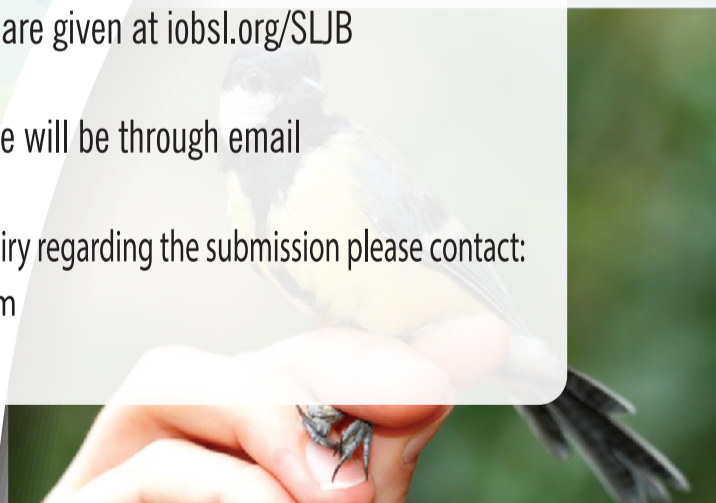 are given at iobsl.org/SLJB
e will be through email
iry regarding the submission please contact:
m